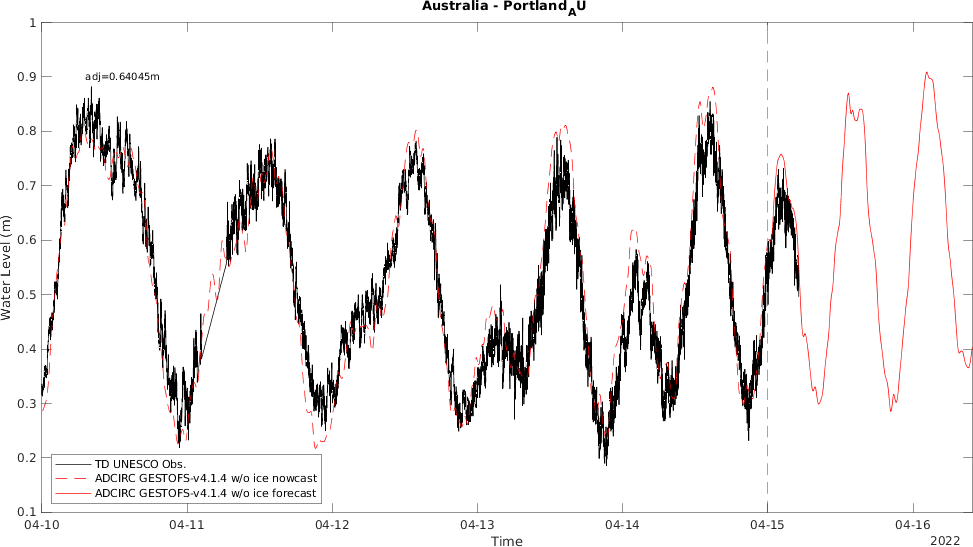 Australia - Portland_AU
1
0.9
0.8
0.7
0.6
0.5
0.4
0.3
0.2
0.1
Water Level (m)
adj=0.64045m
TD UNESCO Obs.
ADCIRC GESTOFS-v4.1.4 w/o ice nowcast
ADCIRC GESTOFS-v4.1.4 w/o ice forecast
04-10 04-11 04-12 04-13 04-14 04-15 04-16
Time
2022